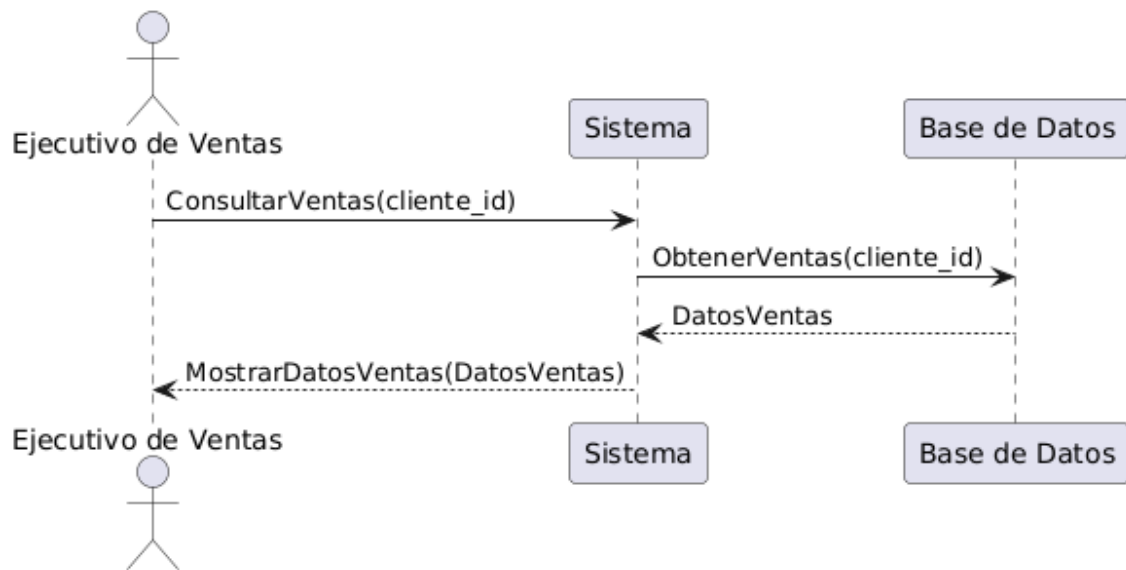 Ejecutivo de Ventas
Sistema
Base de Datos
ConsultarVentas(cliente_id)
ObtenerVentas(cliente_id)
DatosVentas
MostrarDatosVentas(DatosVentas)
Ejecutivo de Ventas
Sistema
Base de Datos